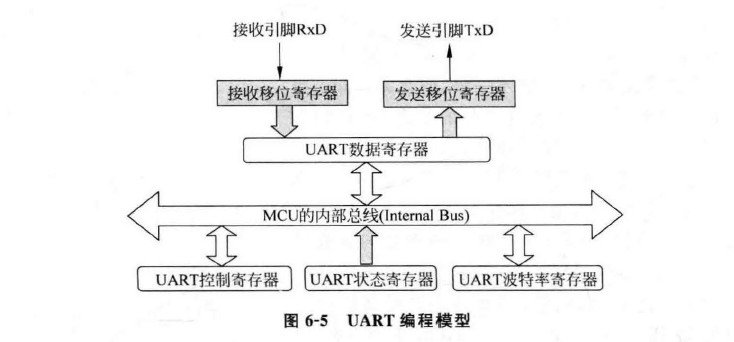 接收引脚RxD
发送引脚TxD
接收移位寄存器
发送移位寄存器
UART数据寄存器
MCU的内部总线(Internal Bus)
UART控制寄存器
UART状态寄存器
UART波特率寄存器
图 6-5 UART 编程模型